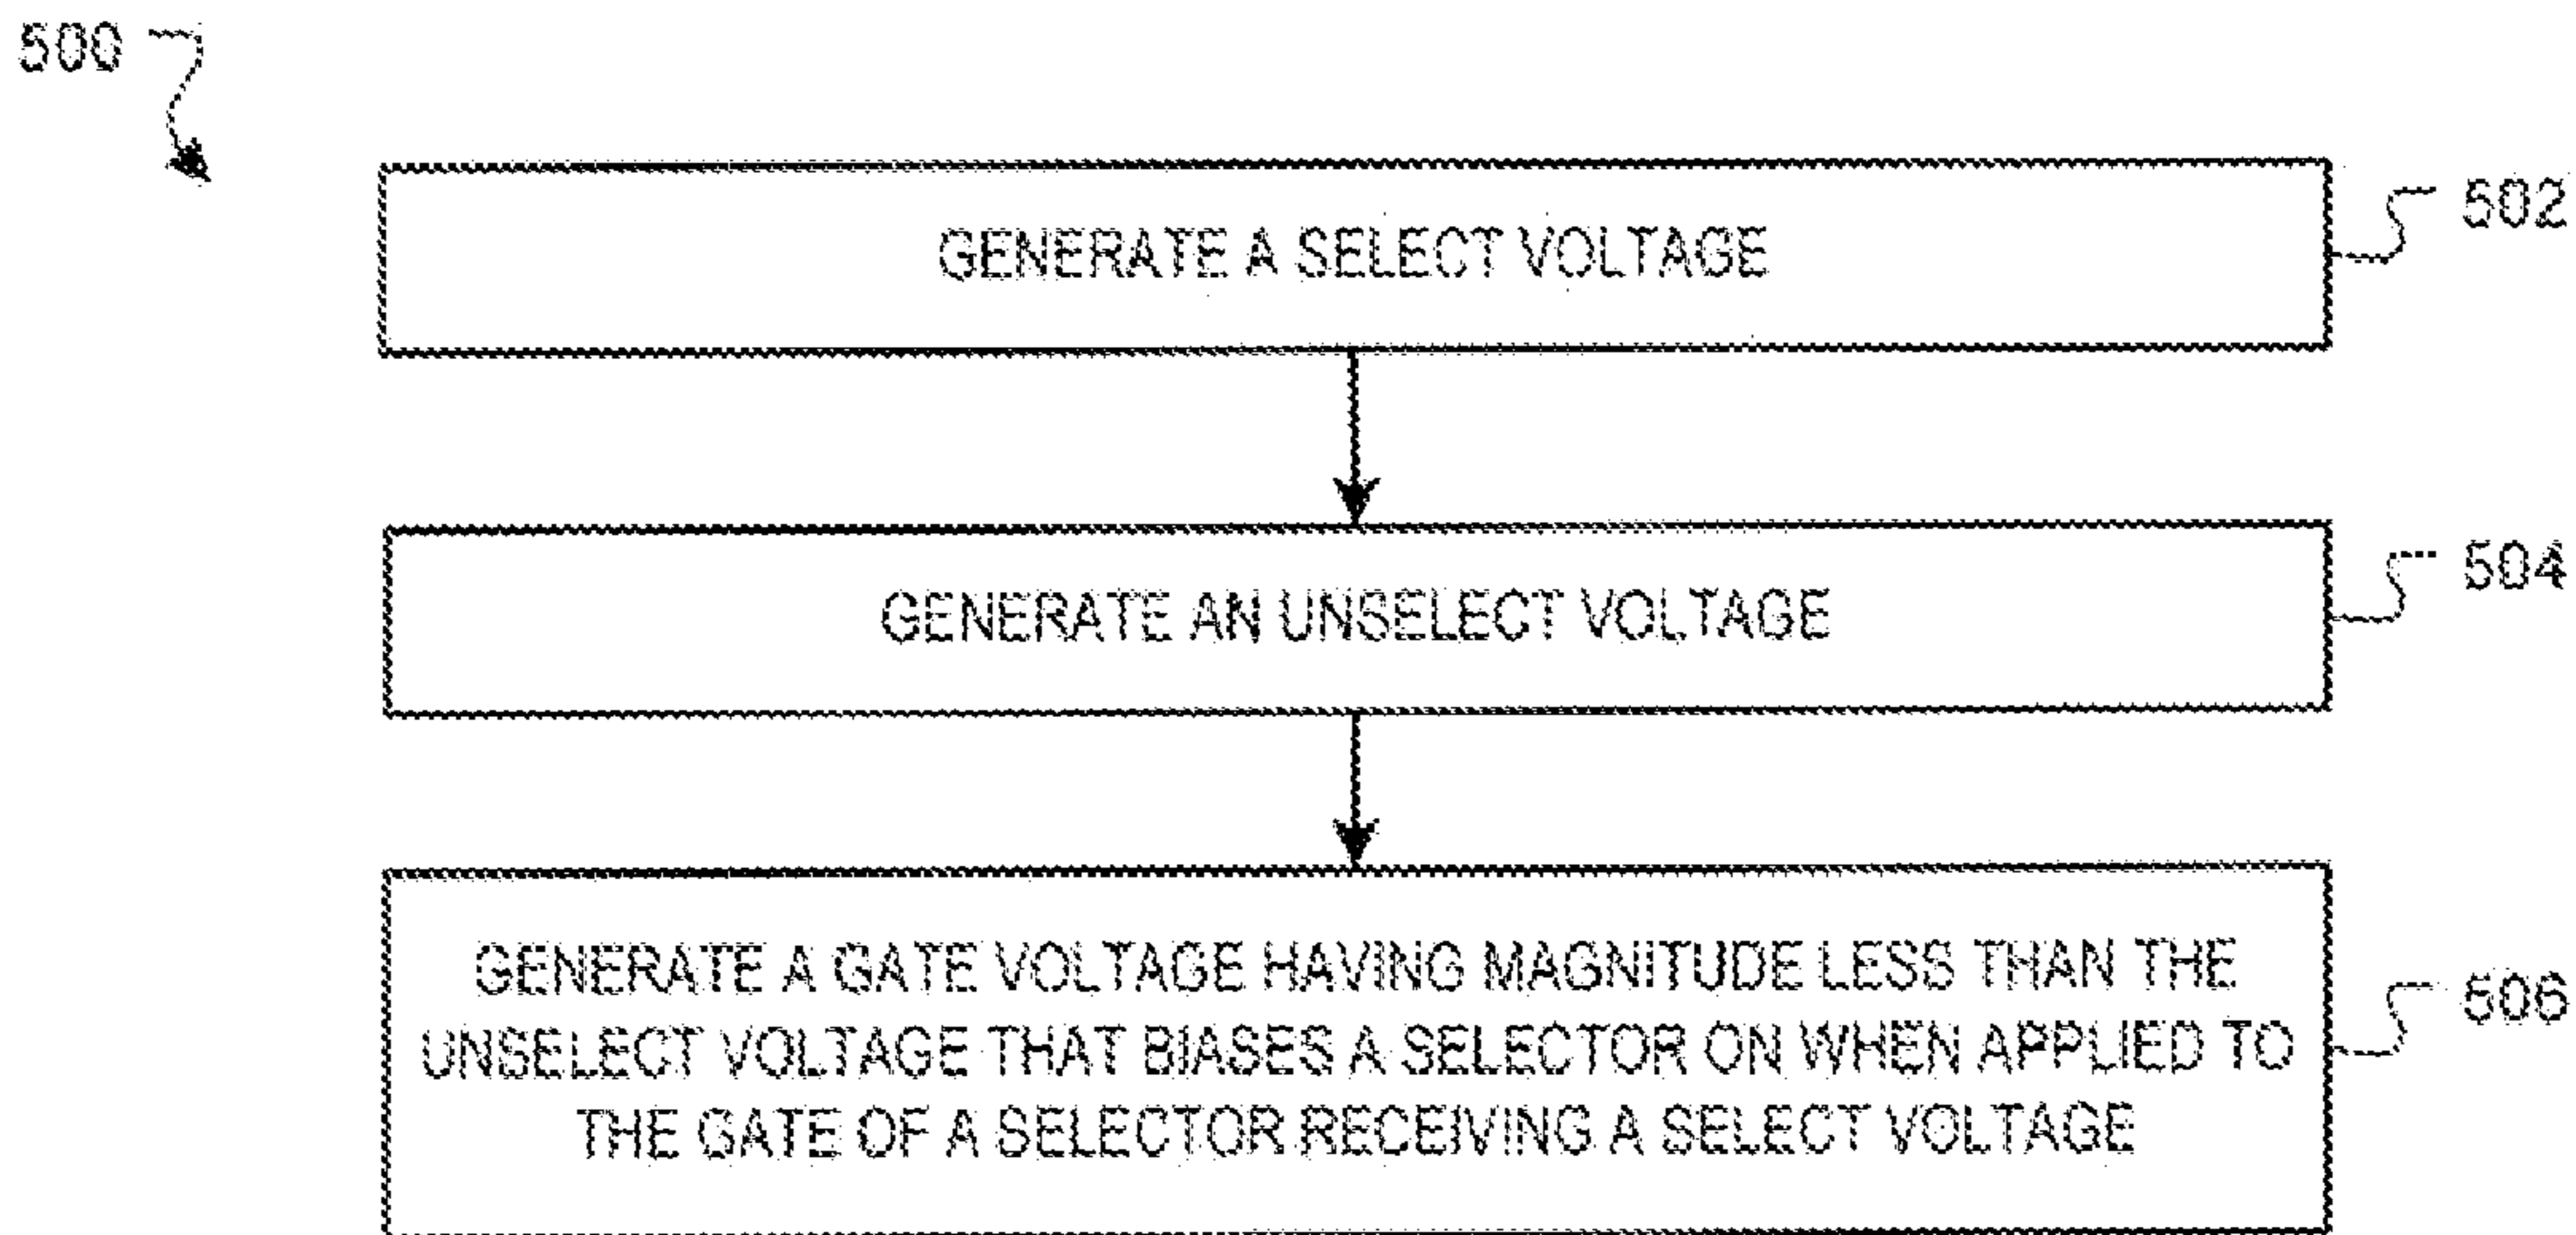 500
GENERATE A SELECT VOLTAGE
502
GENERATE AN UNSELECT VOLTAGE
504
GENERATE A GATE VOLTAGE HAVING MAGNITUDE LESS THAN THE
UNSELECT VOLTAGE THAT BIASES A SELECTOR ON WHEN APPLIED TO
THE GATE OF A SELECTOR RECEIVING A SELECT VOLTAGE
506